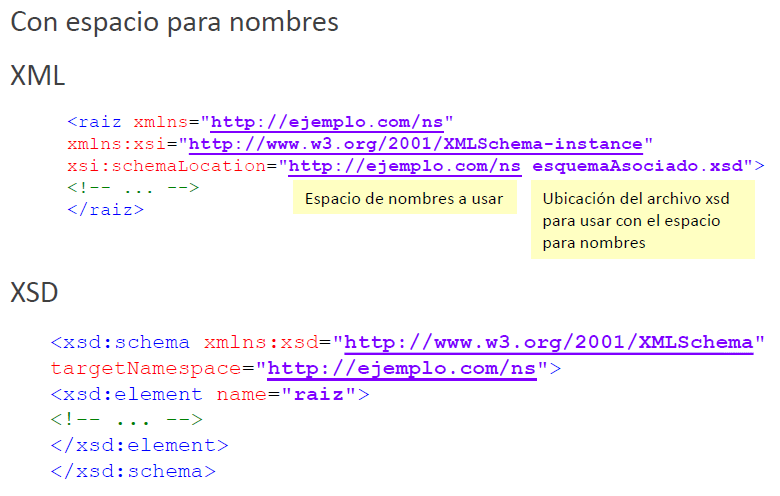 Con espacio para nombres
XML
<raiz xmlns="http://ejemplo.com/ns"
xmlns:xsi="http://www.w3.org/2001/XMLSchema-instance"
xsi:schemaLocation="http://ejemplo.com/ns esquemaAsociado.xsd">
<!-- ... -->
</raiz>
Espacio de nombres a usar
Ubicación del archivo xsd
para usar con el espacio
para nombres
XSD
<xsd:schema xmlns:xsd="http://www.w3.org/2001/XMLSchema"
targetNamespace="http://ejemplo.com/ns">
<xsd:element name="raiz">
<!-- ... -->
</xsd:element>
</xsd:schema>